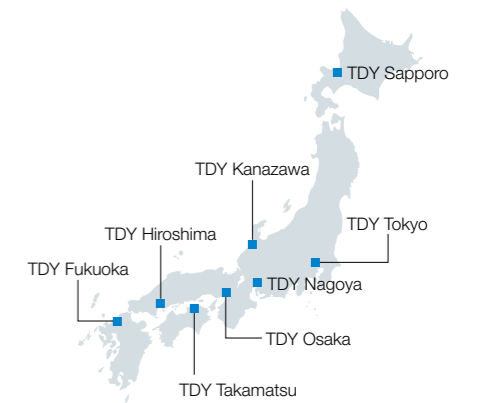 TDY Sapporo
TDY Kanazawa
TDY Tokyo
TDY Hiroshima
TDY Fukuoka
TDY Nagoya
TDY Osaka
TDY Takamatsu